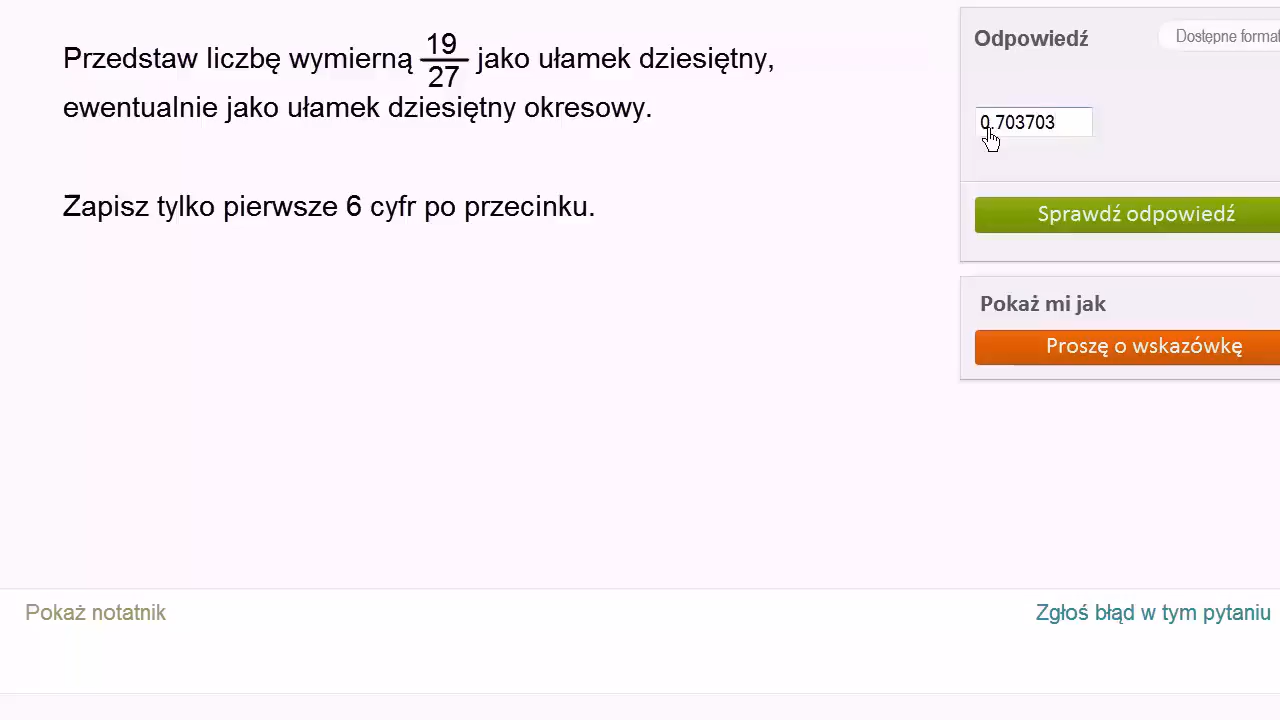 Przedstaw liczbę wymierną 19/27 jako ułamek dziesiętny,
ewentualnie jako ułamek dziesiętny okresowy.
Zapisz tylko pierwsze 6 cyfr po przecinku.
Odpowiedź
Dostępne format
0.703703
Sprawdź odpowiedź
Pokaż mi jak
Proszę o wskazówkę
Pokaż notatnik
Zgłoś błąd w tym pytaniu